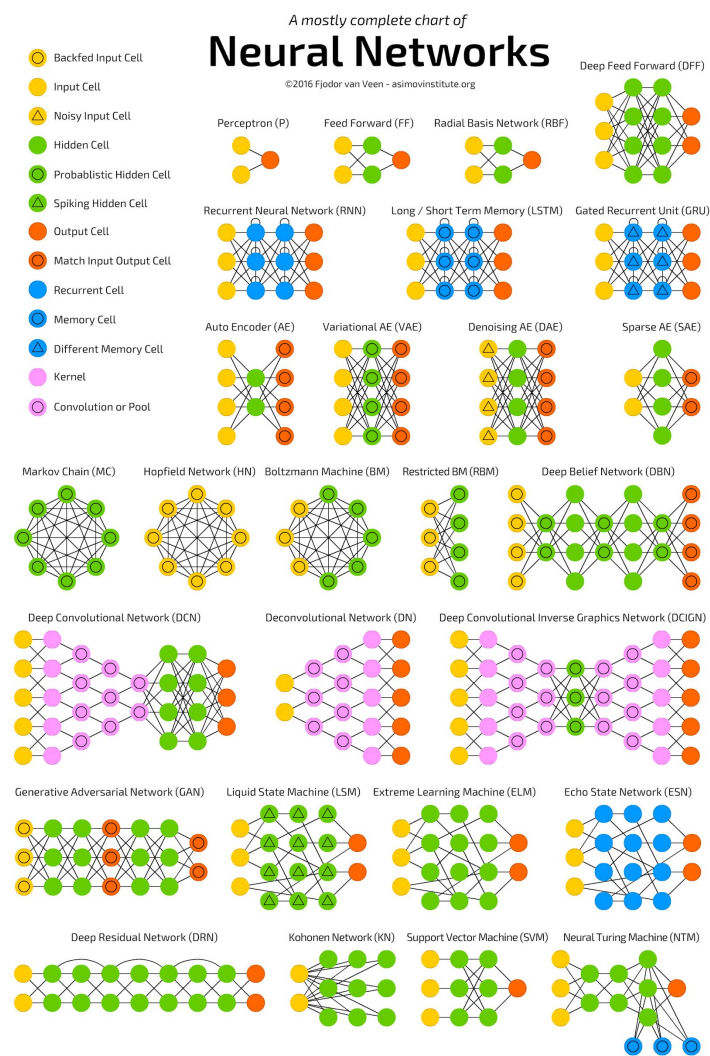 A mostly complete chart of
Neural Networks
©2016 Fjodor van Veen - asimovinstitute.org
Deep Feed Forward (DFF)
Backfed Input Cell
Input Cell
Noisy Input Cell
Hidden Cell
Probablistic Hidden Cell
Spiking Hidden Cell
Output Cell
Match Input Output Cell
Recurrent Cell
Memory Cell
Different Memory Cell
Kernel
Convolution or Pool
Perceptron (P)
Feed Forward (FF)
Radial Basis Network (RBF)
Recurrent Neural Network (RNN)
Long / Short Term Memory (LSTM)
Gated Recurrent Unit (GRU)
Auto Encoder (AE)
Variational AE (VAE)
Denoising AE (DAE)
Sparse AE (SAE)
Markov Chain (MC)
Hopfield Network (HN)
Boltzmann Machine (BM)
Restricted BM (RBM)
Deep Belief Network (DBN)
Deep Convolutional Network (DCN)
Deconvolutional Network (DN)
Deep Convolutional Inverse Graphics Network (DCIGN)
Generative Adversarial Network (GAN)
Liquid State Machine (LSM)
Extreme Learning Machine (ELM)
Echo State Network (ESN)
Deep Residual Network (DRN)
Kohonen Network (KN)
Support Vector Machine (SVM)
Neural Turing Machine (NTM)